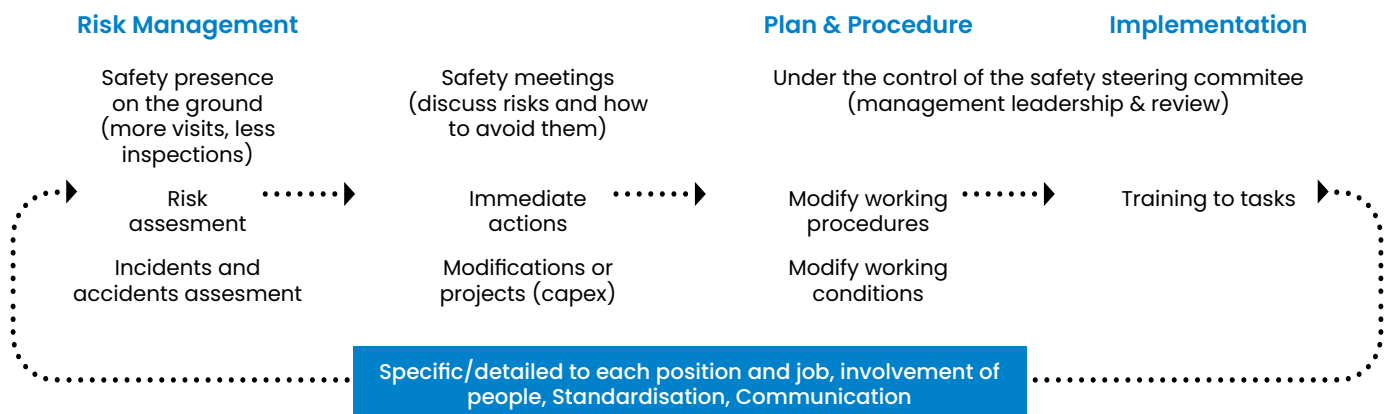 Risk Management
Plan & Procedure
Implementation
Safety presence
on the ground
(more visits, less
inspections)
Safety meetings
(discuss risks and how
to avoid them)
Under the control of the safety steering commitee
(management leadership & review)
Risk
assesment
Immediate
actions
Modify working
procedures
Training to tasks
Incidents and
accidents assesment
Modifications or
projects (capex)
Modify working
conditions
Specific/detailed to each position and job, involvement of
people, Standardisation, Communication